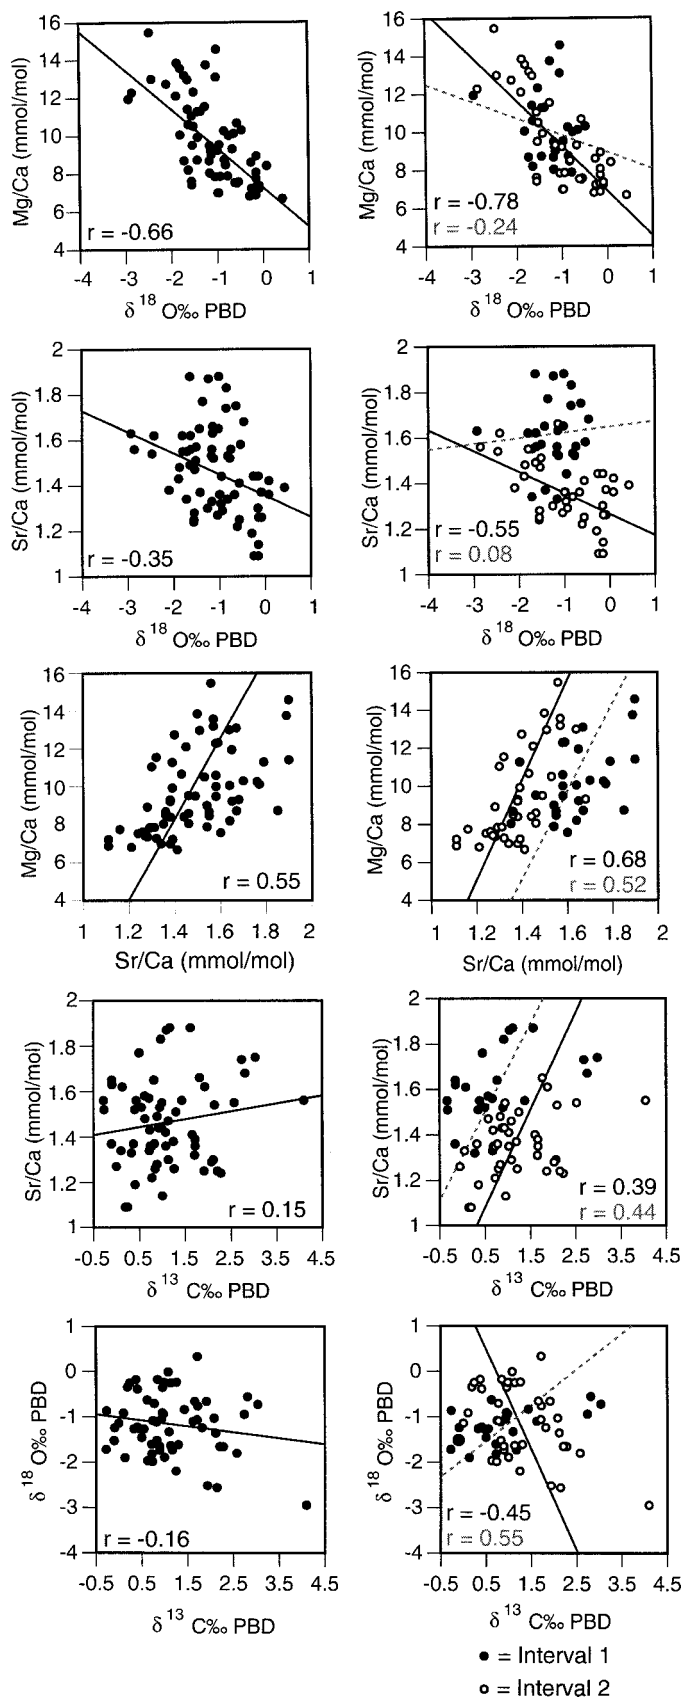 16
14
12
10
8
6
4
Mg/Ca (mmol/mol)
r = -0.66
-4 -3 -2 -1 0 1
δ 18 O‰ PBD
16
14
12
10
8
6
4
Mg/Ca (mmol/mol)
r = -0.78
r = -0.24
-4 -3 -2 -1 0 1
δ 18 O‰ PBD
2
1.8
1.6
1.4
1.2
1
Sr/Ca (mmol/mol)
r = -0.35
-4 -3 -2 -1 0 1
δ 18 O‰ PBD
2
1.8
1.6
1.4
1.2
1
Sr/Ca (mmol/mol)
r = -0.55
r = 0.08
-4 -3 -2 -1 0 1
δ 18 O‰ PBD
16
14
12
10
8
6
4
Mg/Ca (mmol/mol)
r = 0.55
1 1.2 1.4 1.6 1.8 2
Sr/Ca (mmol/mol)
16
14
12
10
8
6
4
Mg/Ca (mmol/mol)
r = 0.68
r = 0.52
1 1.2 1.4 1.6 1.8 2
Sr/Ca (mmol/mol)
2
1.8
1.6
1.4
1.2
1
Sr/Ca (mmol/mol)
r = 0.15
-0.5 0.5 1.5 2.5 3.5 4.5
δ 13 C‰ PBD
2
1.8
1.6
1.4
1.2
1
Sr/Ca (mmol/mol)
r = 0.39
r = 0.44
-0.5 0.5 1.5 2.5 3.5 4.5
δ 13 C‰ PBD
1
0
-1
-2
-3
-4
δ 18 O‰ PBD
r = -0.16
-0.5 0.5 1.5 2.5 3.5 4.5
δ 13 C‰ PBD
1
0
-1
-2
-3
-4
δ 18 O‰ PBD
r = -0.45
r = 0.55
-0.5 0.5 1.5 2.5 3.5 4.5
δ 13 C‰ PBD
= Interval 1
= Interval 2